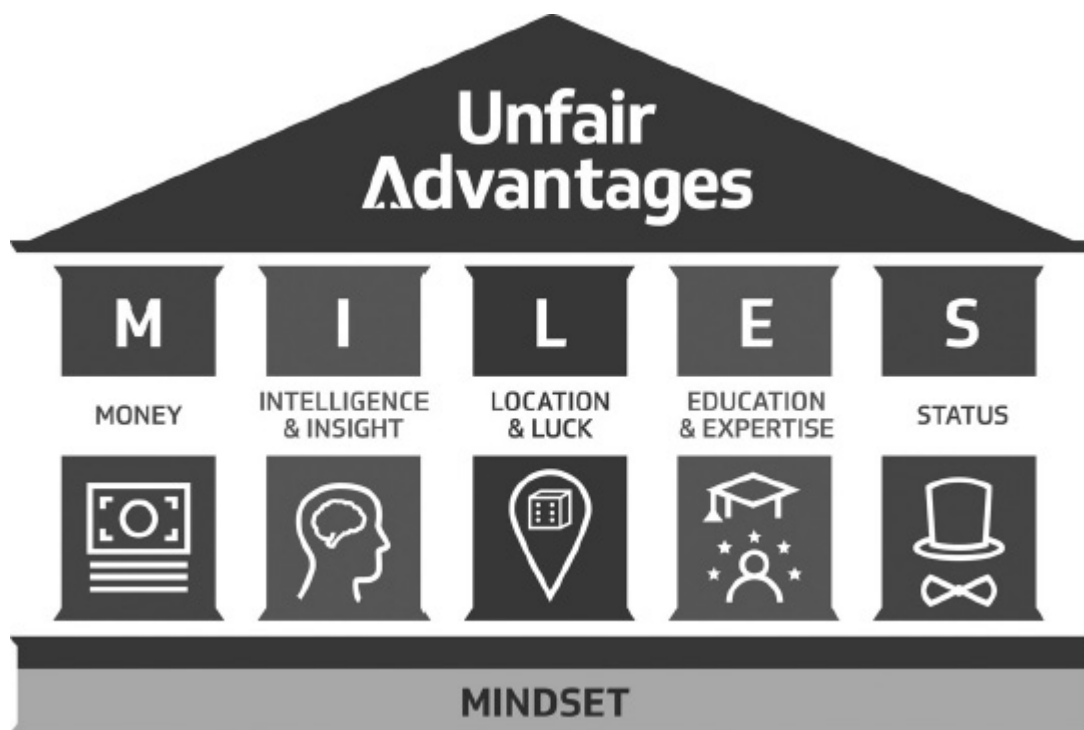 Unfair
Advantages
M I L E S
MONEY
INTELLIGENCE
& INSIGHT
LOCATION
& LUCK
EDUCATION
& EXPERTISE
STATUS
MINDSET